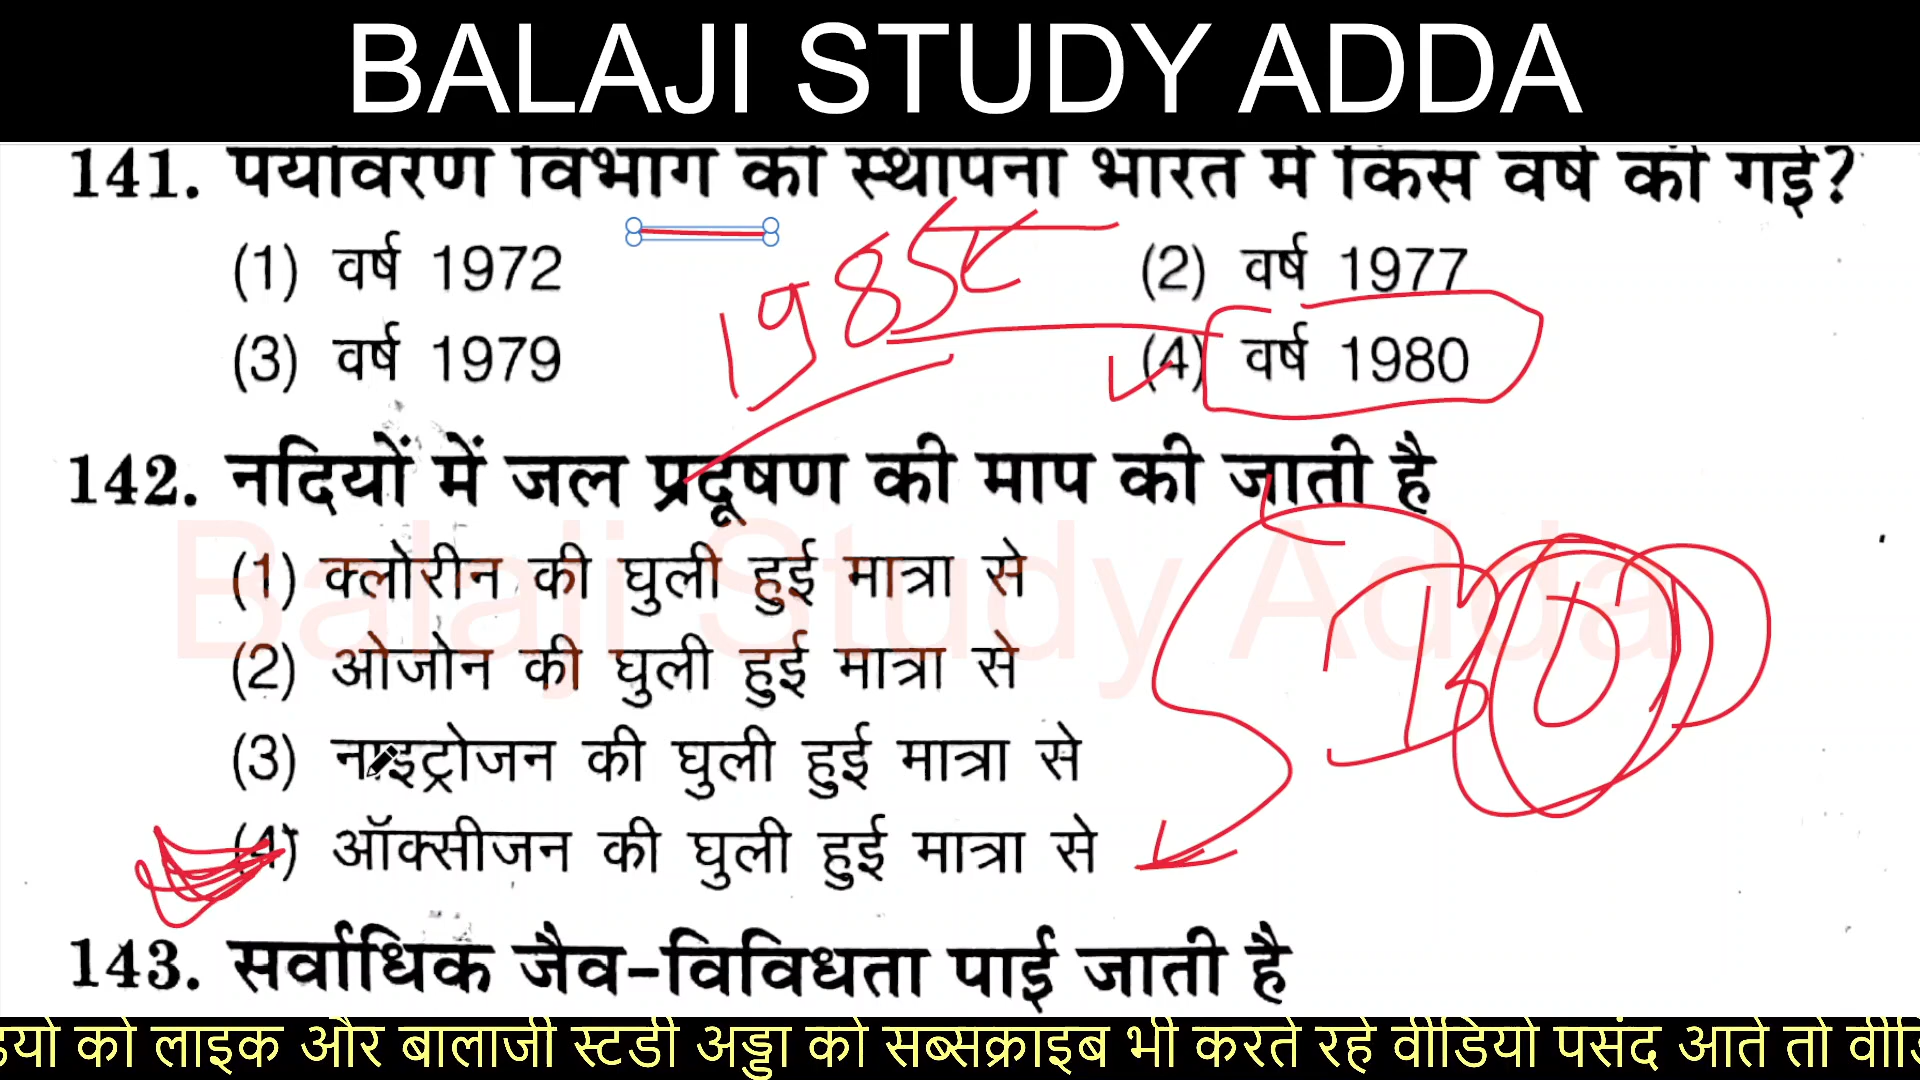 BALAJI STUDY ADDA
141. पर्यावरण विभाग की स्थापना भारत में किस वर्ष की गई?
(1) वर्ष 1972 (2) वर्ष 1977
1985
(3) वर्ष 1979 (4) वर्ष 1980
142. नदियों में जल प्रदूषण की माप की जाती है
Balaji Study Adda
(1) क्लोरीन की घुली हुई मात्रा से
BOD
(2) ओजोन की घुली हुई मात्रा से
(3) नाइट्रोजन की घुली हुई मात्रा से
(4) ऑक्सीजन की घुली हुई मात्रा से
143. सर्वाधिक जैव-विविधता पाई जाती है
को लाइक और बालाजी स्टडी अड्डा को सब्सक्राइब भी करते रहे वीडियो पसंद आते तो